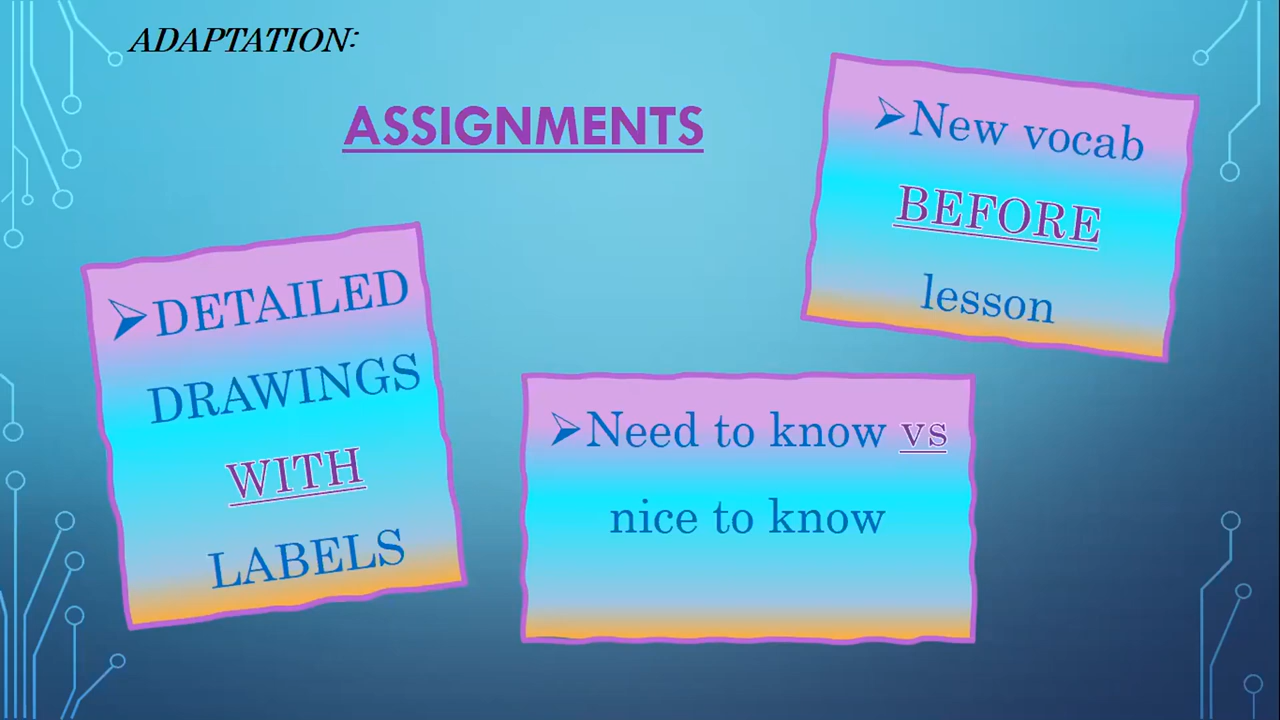 ADAPTATION:
ASSIGNMENTS
➢New vocab
BEFORE
lesson
➢DETAILED
DRAWINGS
WITH
LABELS
➢Need to know vs
nice to know